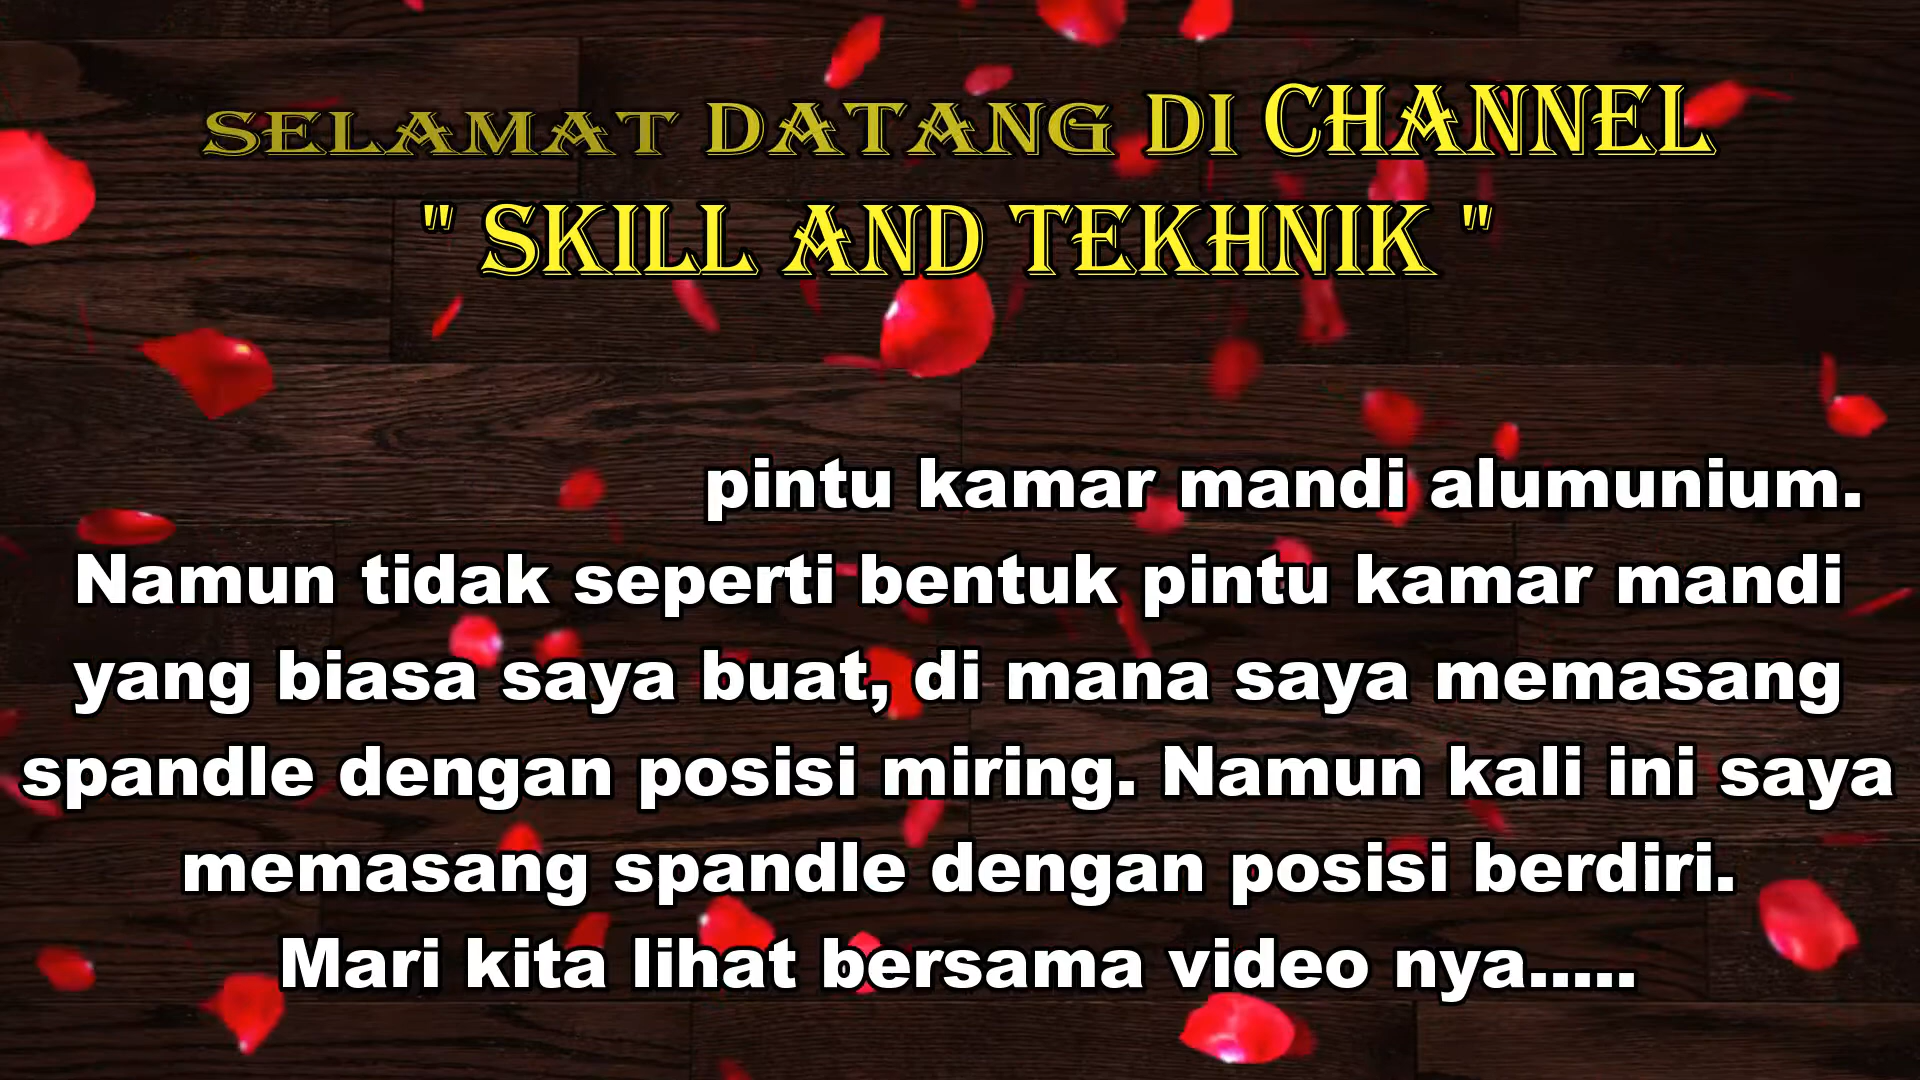 SELAMAT DATANG DI CHANNEL
" SKILL AND TEKHNIK "
pintu kamar mandi alumunium.
Namun tidak seperti bentuk pintu kamar mandi
yang biasa saya buat, di mana saya memasang
spandle dengan posisi miring. Namun kali ini saya
memasang spandle dengan posisi berdiri.
Mari kita lihat bersama video nya.....